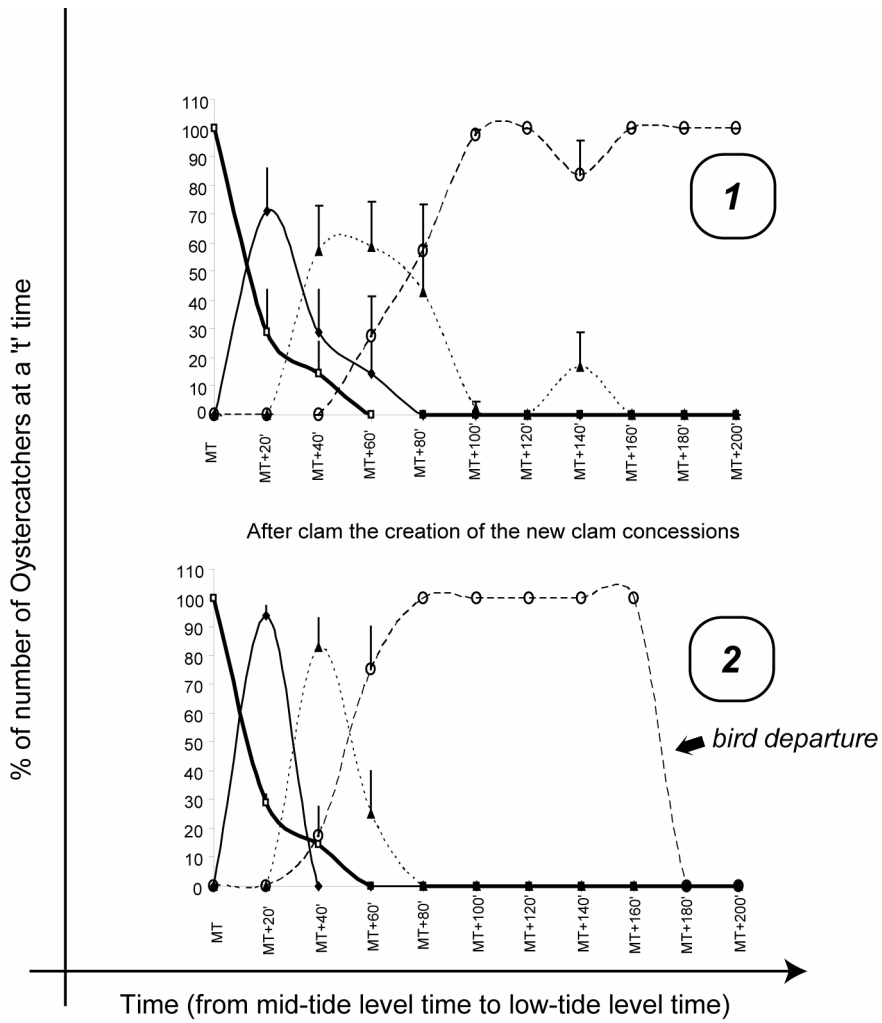 % of number of Oystercatchers at a 't' time
110
100
90
80
70
60
50
40
30
20
10
0
MT
MT+20'
MT+40'
MT+60'
MT+80'
MT+100'
MT+120'
MT+140'
MT+160'
MT+180'
MT+200'
1
After clam the creation of the new clam concessions
110
100
90
80
70
60
50
40
30
20
10
0
MT
MT+20'
MT+40'
MT+60'
MT+80'
MT+100'
MT+120'
MT+140'
MT+160'
MT+180'
MT+200'
2
bird departure
Time (from mid-tide level time to low-tide level time)